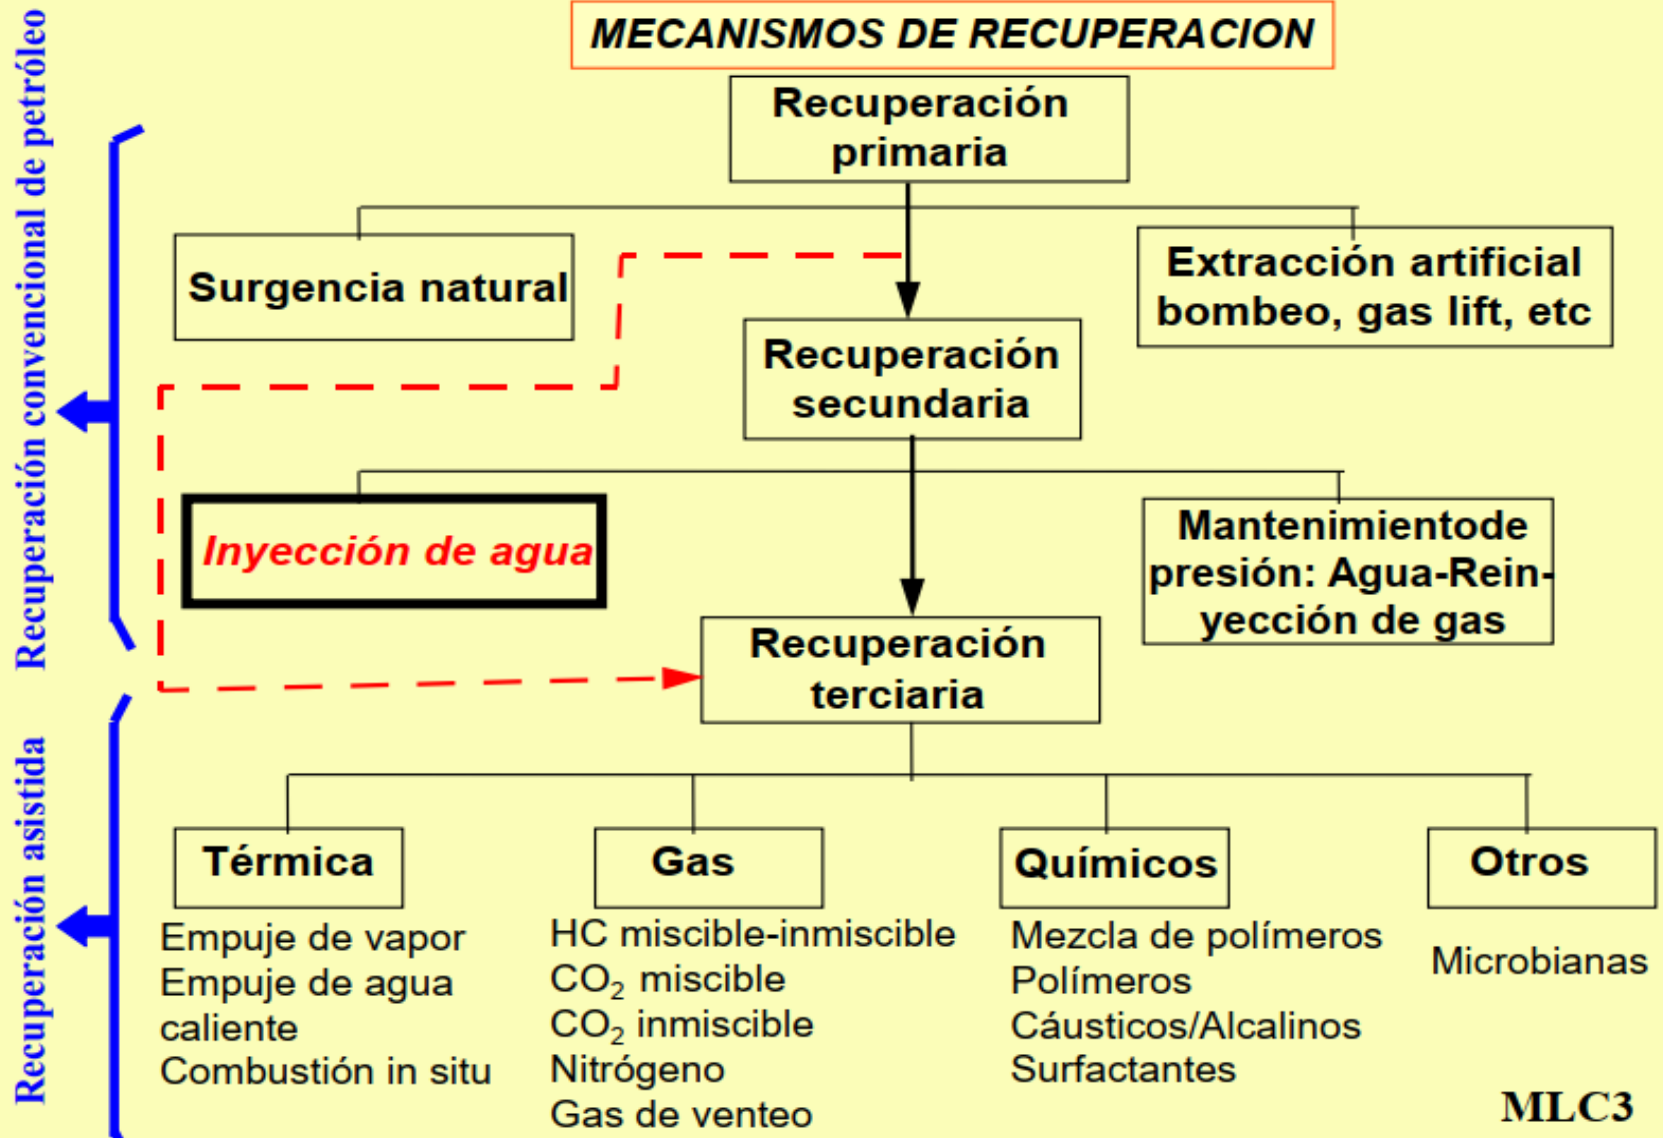 MECANISMOS DE RECUPERACION
Recuperación convencional de petróleo
Recuperación
primaria
Surgencia natural
Extracción artificial
bombeo, gas lift, etc
Recuperación
secundaria
Inyección de agua
Mantenimientode
presión: Agua-Rein-
yección de gas
Recuperación
terciaria
Recuperación asistida
Térmica
Empuje de vapor
Empuje de agua
caliente
Combustión in situ
Gas
HC miscible-inmiscible
CO₂ miscible
CO₂ inmiscible
Nitrógeno
Gas de venteo
Químicos
Mezcla de polímeros
Polímeros
Cáusticos/Alcalinos
Surfactantes
Otros
Microbianas
MLC3